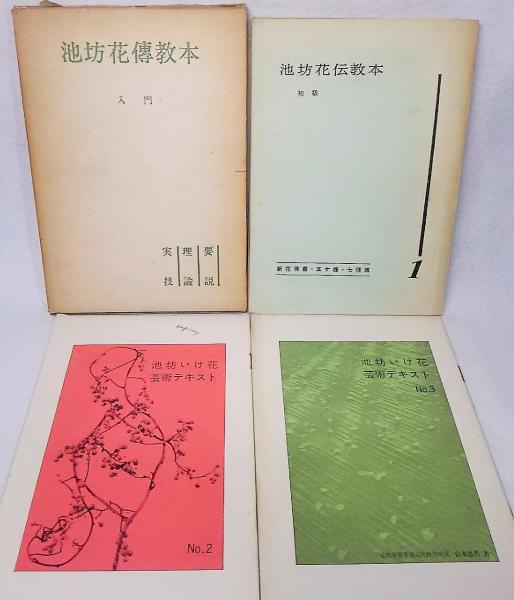 池坊花傳教本
入門
要説
理論
実技
池坊花伝教本
初級
新花傳書・五ケ條・七種傳
1
池坊いけ花
芸術テキスト
No.2
池坊いけ花
芸術テキスト
No.3